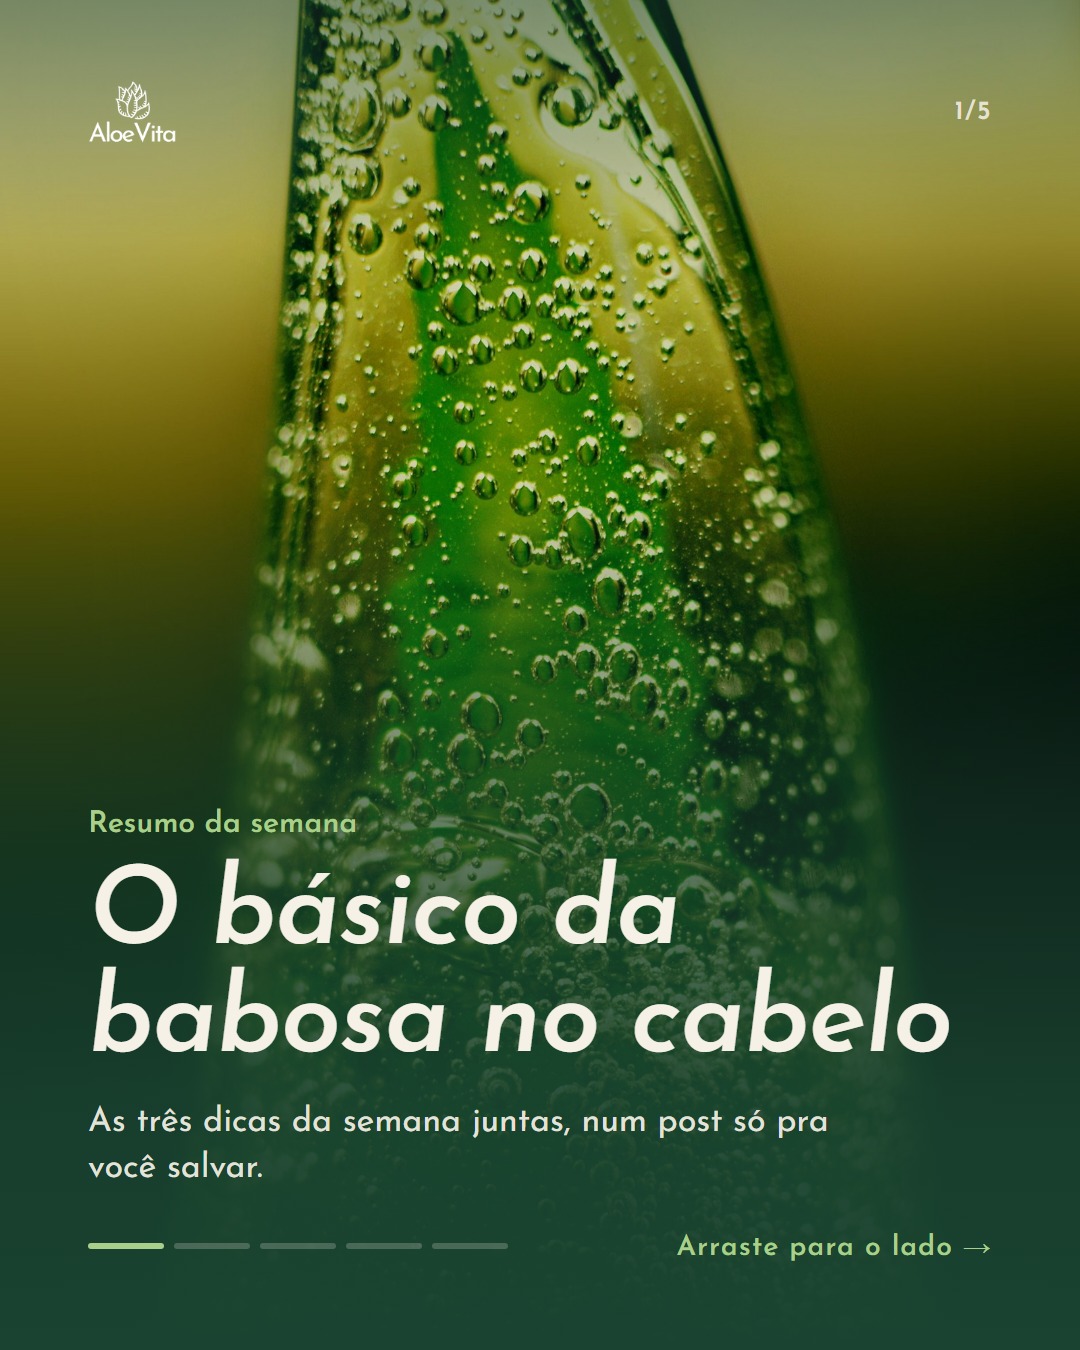 AloeVita
1/5
Resumo da semana
O básico da
babosa no cabelo
As três dicas da semana juntas, num post só pra
você salvar.
Arraste para o lado →